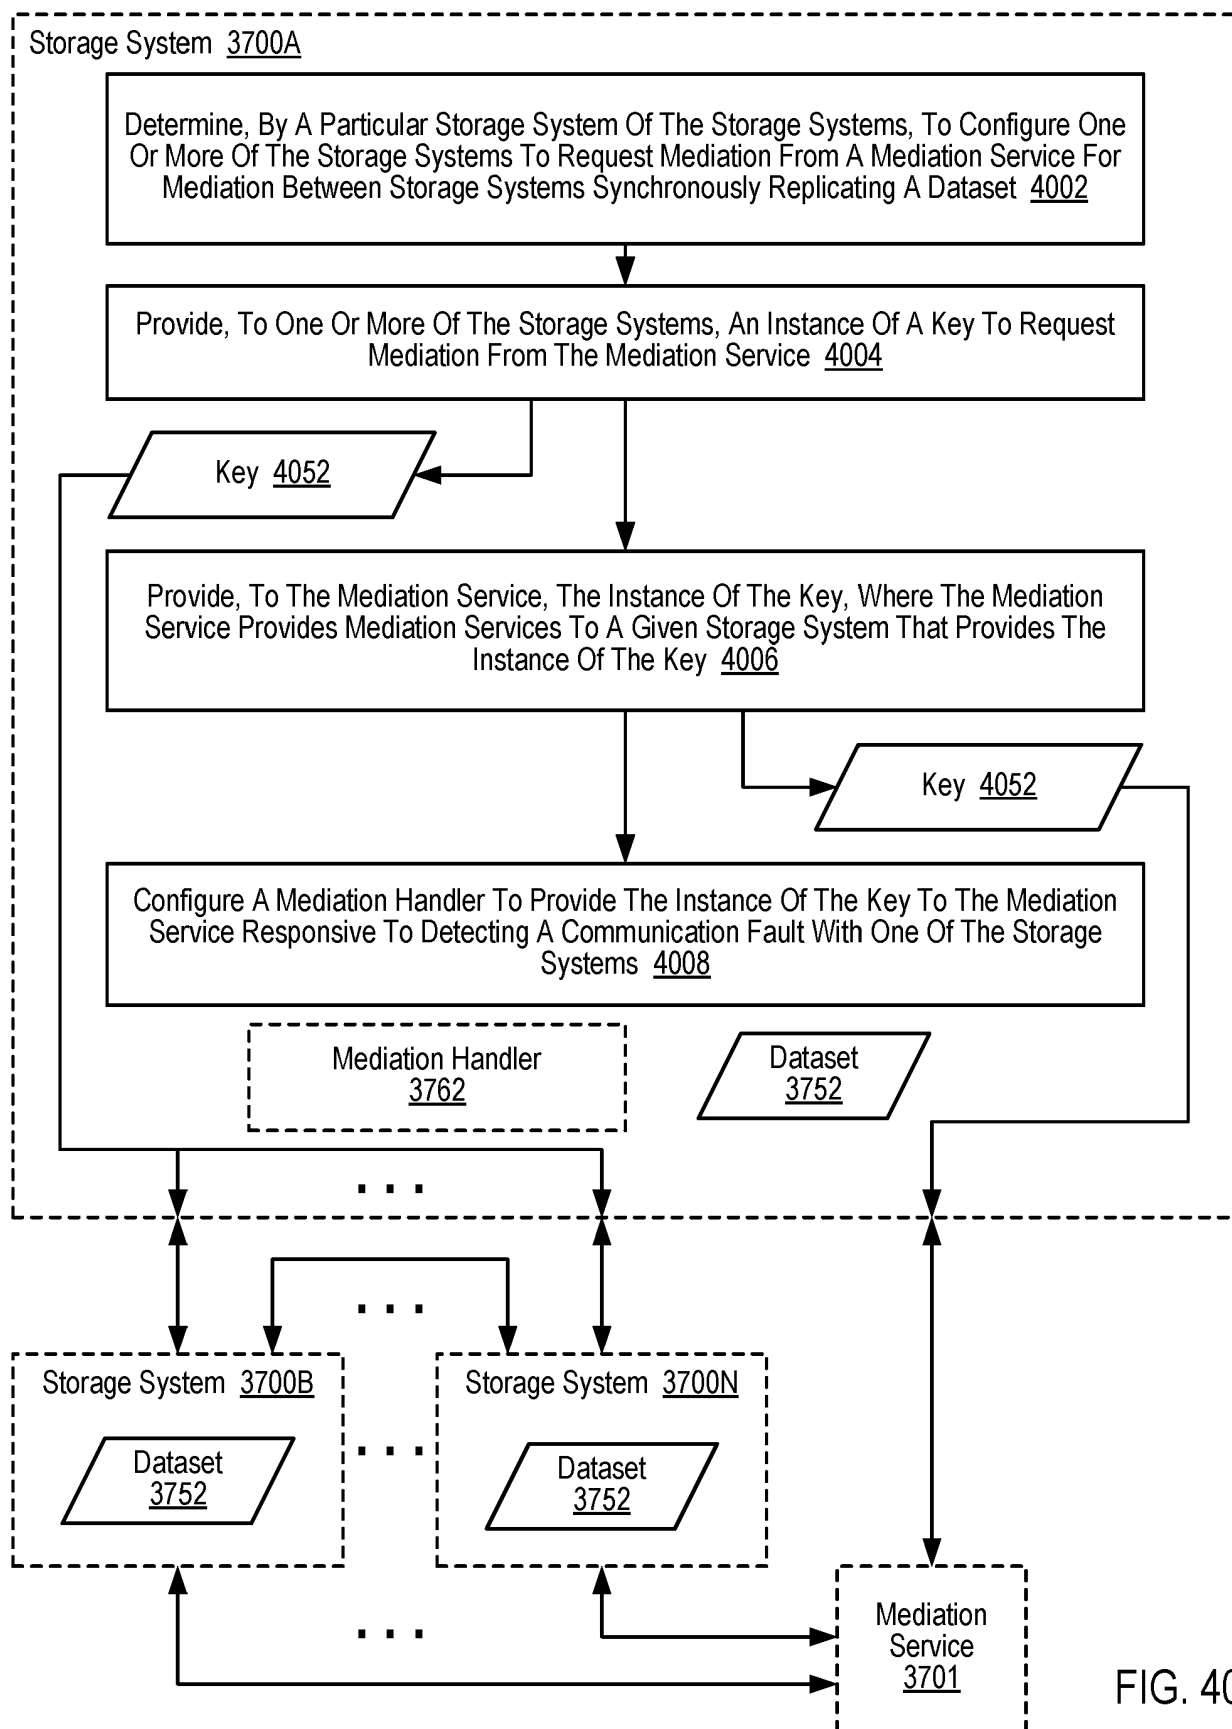 Storage System 3700A
Determine, By A Particular Storage System Of The Storage Systems, To Configure One
Or More Of The Storage Systems To Request Mediation From A Mediation Service For
Mediation Between Storage Systems Synchronously Replicating A Dataset 4002
Provide, To One Or More Of The Storage Systems, An Instance Of A Key To Request
Mediation From The Mediation Service 4004
Key 4052
Provide, To The Mediation Service, The Instance Of The Key, Where The Mediation
Service Provides Mediation Services To A Given Storage System That Provides The
Instance Of The Key 4006
Key 4052
Configure A Mediation Handler To Provide The Instance Of The Key To The Mediation
Service Responsive To Detecting A Communication Fault With One Of The Storage
Systems 4008
Mediation Handler
3762
Dataset
3752
. . .
. . .
Storage System 3700B
Storage System 3700N
. . .
Dataset
3752
Dataset
3752
. . .
Mediation
Service
3701
FIG. 40